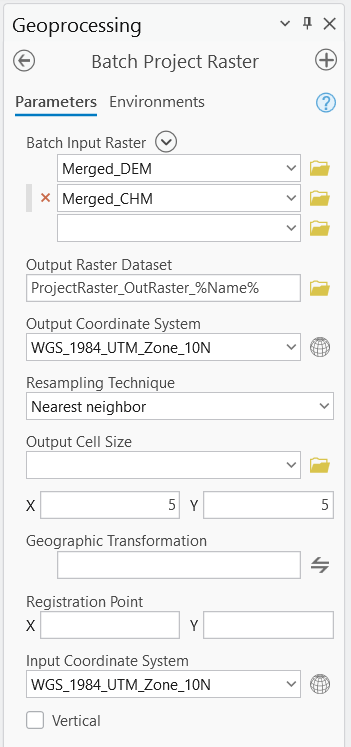 Geoprocessing
Batch Project Raster
Parameters Environments
?
Batch Input Raster
Merged_DEM
Merged_CHM
Output Raster Dataset
ProjectRaster_OutRaster_%Name%
Output Coordinate System
WGS_1984_UTM_Zone_10N
Resampling Technique
Nearest neighbor
Output Cell Size
X 5 Y 5
Geographic Transformation
Registration Point
X Y
Input Coordinate System
WGS_1984_UTM_Zone_10N
Vertical